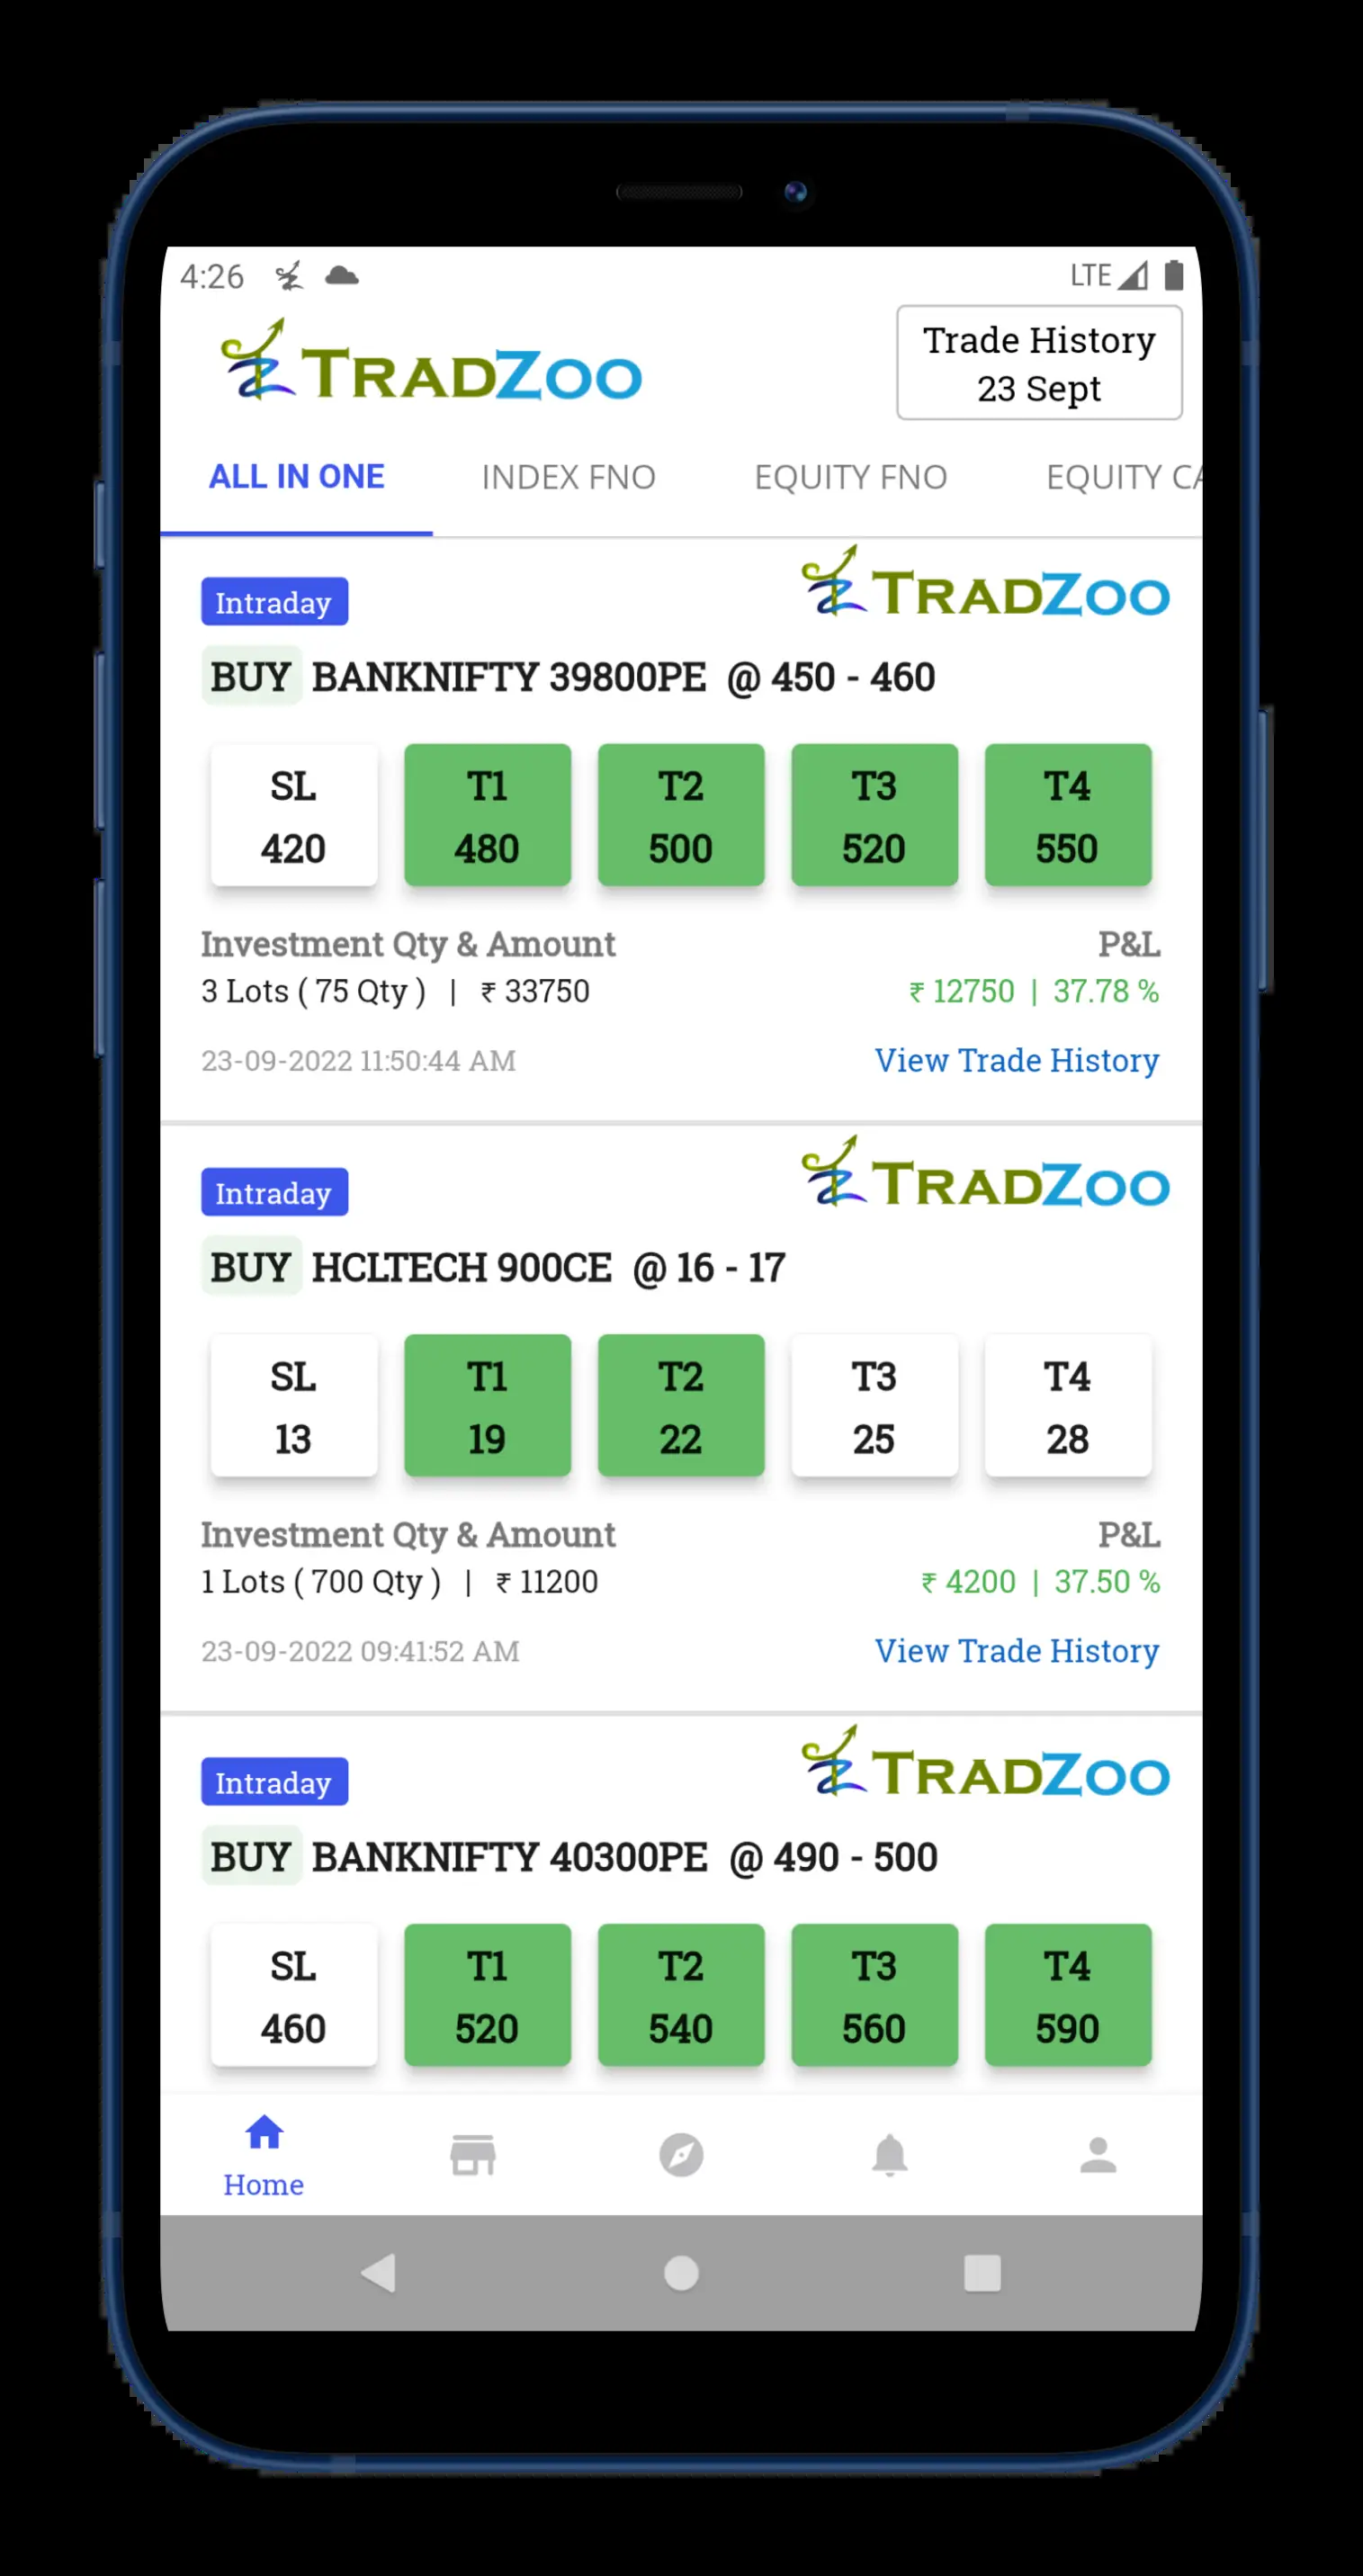 4:26 LTE
TRADZOO
Trade History
23 Sept
ALL IN ONE INDEX FNO EQUITY FNO EQUITY CA
Intraday TRADZOO
BUY BANKNIFTY 39800PE @ 450 - 460
SL T1 T2 T3 T4
420 480 500 520 550
Investment Qty & Amount P&L
3 Lots ( 75 Qty ) | ₹ 33750 ₹ 12750 | 37.78 %
23-09-2022 11:50:44 AM View Trade History
Intraday TRADZOO
BUY HCLTECH 900CE @ 16 - 17
SL T1 T2 T3 T4
13 19 22 25 28
Investment Qty & Amount P&L
1 Lots ( 700 Qty ) | ₹ 11200 ₹ 4200 | 37.50 %
23-09-2022 09:41:52 AM View Trade History
Intraday TRADZOO
BUY BANKNIFTY 40300PE @ 490 - 500
SL T1 T2 T3 T4
460 520 540 560 590
Home